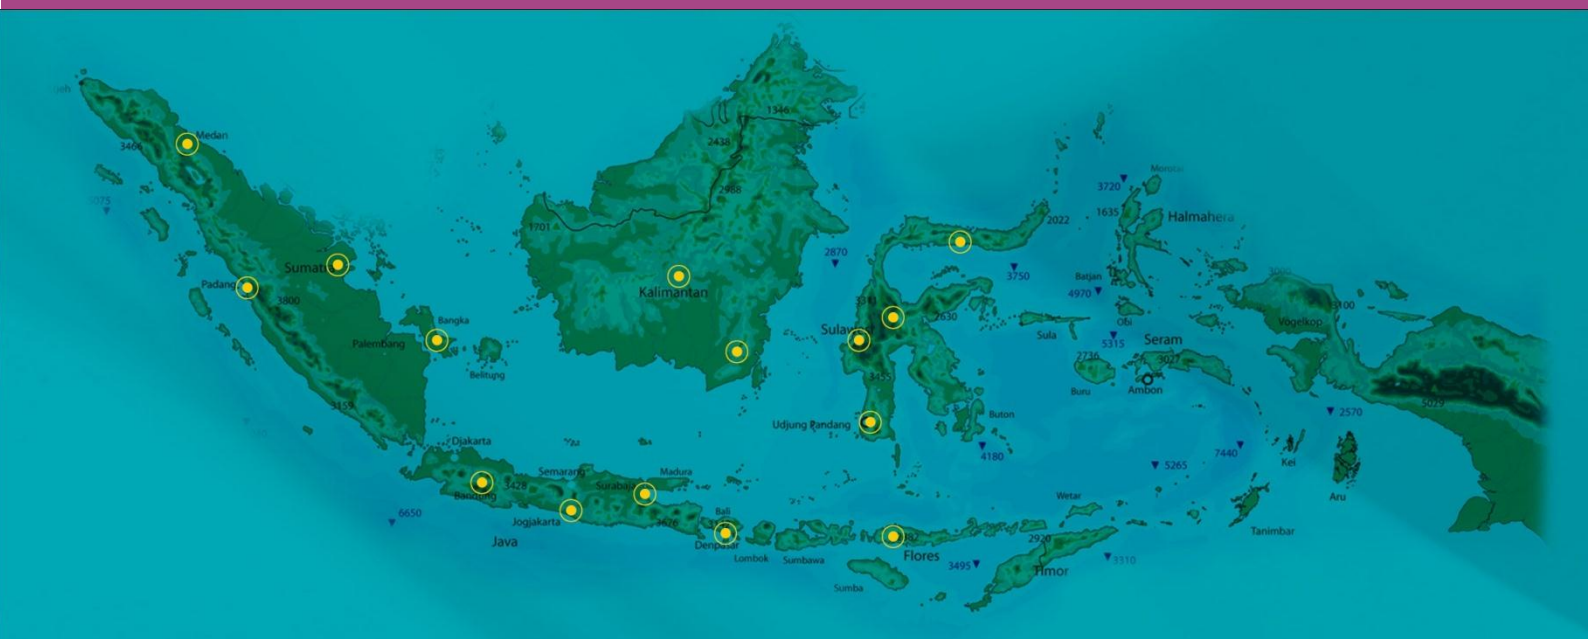 1346
Medan
2438
3466
Morotai
3720
2988
5075
1635
Halmahera
2022
1701
2870
Sumatra
3750
Batjan
Padang
Kalimantan
4970
3800
Bangka
2630
Obi
Vogelkop
Sulawesi
Sula
5315
Seram
Palembang
2736
3027
Belitung
3455
Buru
Ambon
5029
3159
2570
Buton
Udjung Pandang
Djakarta
4180
7440
5265
Kei
Semarang
Madura
3428
Surabaja
Bandung
Aru
Wetar
6650
Bali
Jogjakarta
3676
Tanimbar
Java
Denpasar
2920
Lombok
Sumbawa
Flores
3495
3310
Timor
Sumba